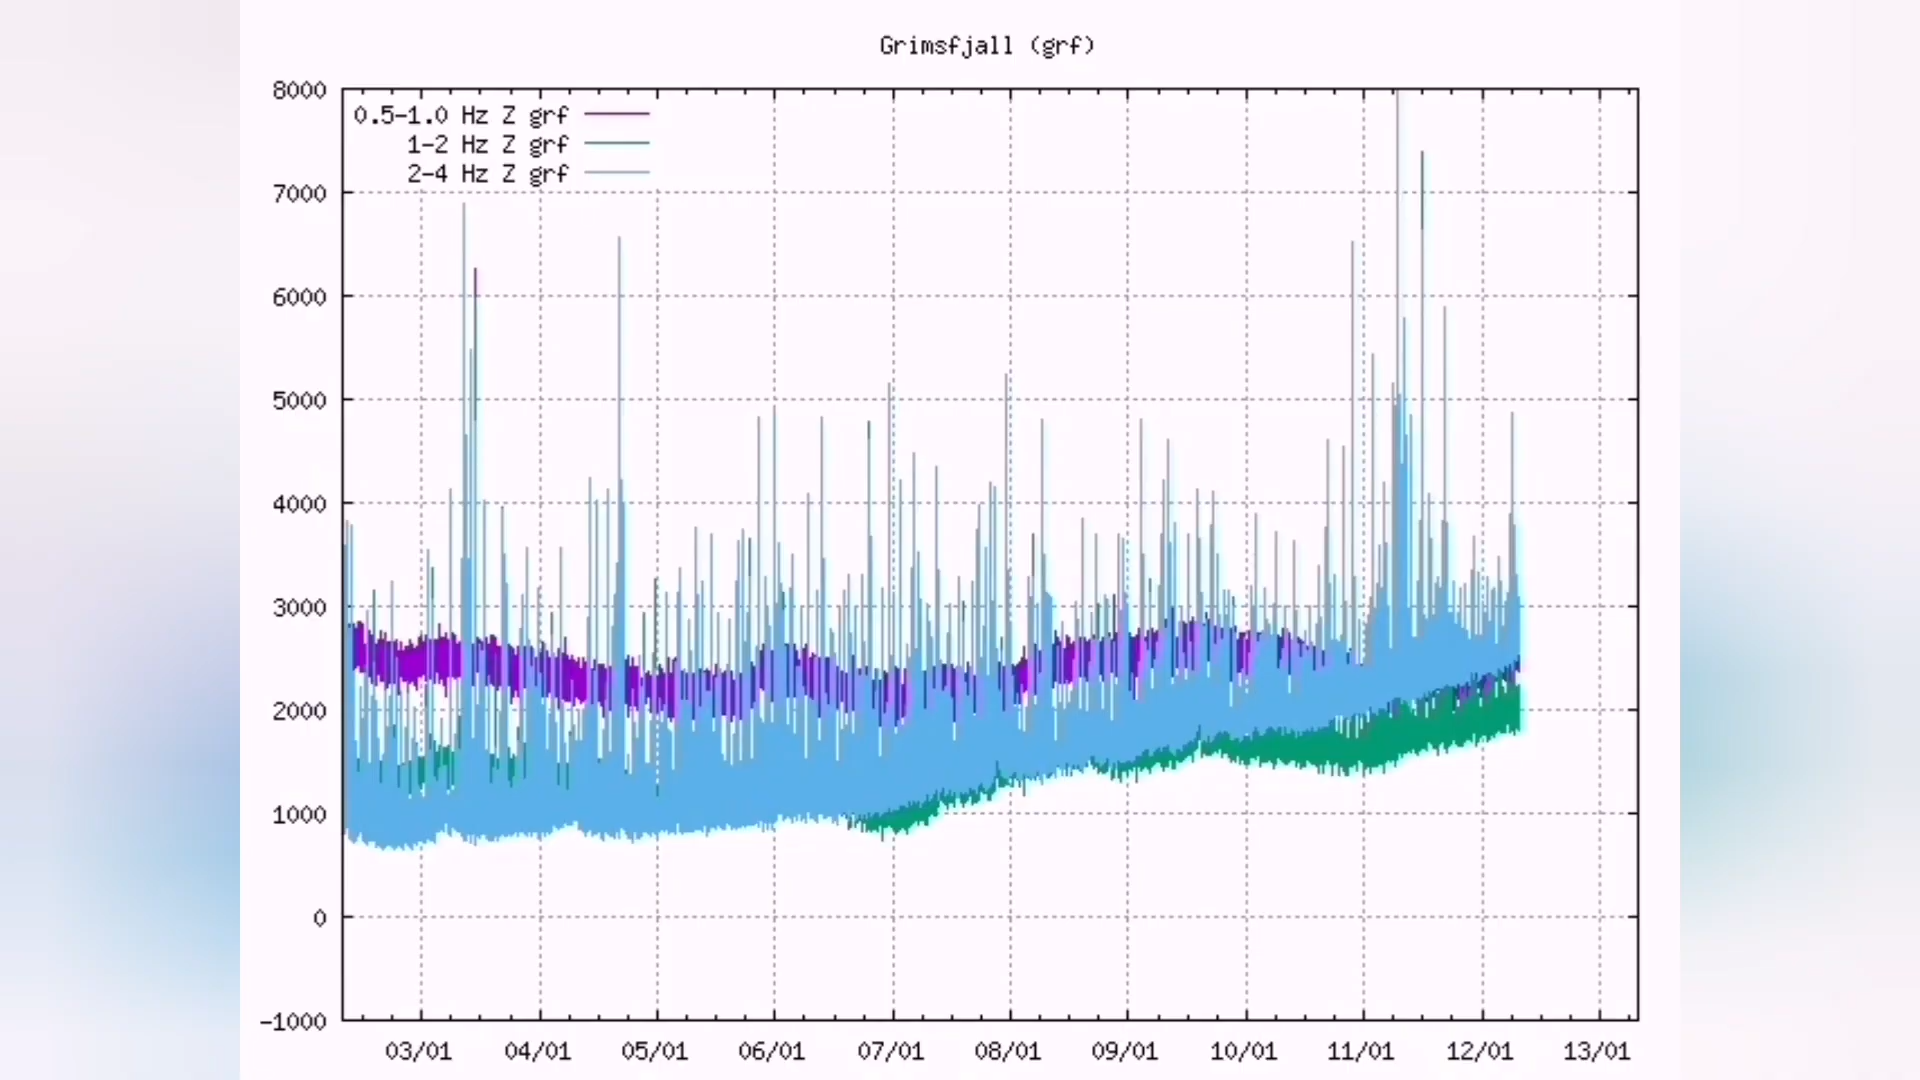 Grimsfjall (grf)
8000
0.5-1.0 Hz Z grf
1-2 Hz Z grf
2-4 Hz Z grf
7000
6000
5000
4000
3000
2000
1000
0
-1000
03/01 04/01 05/01 06/01 07/01 08/01 09/01 10/01 11/01 12/01 13/01